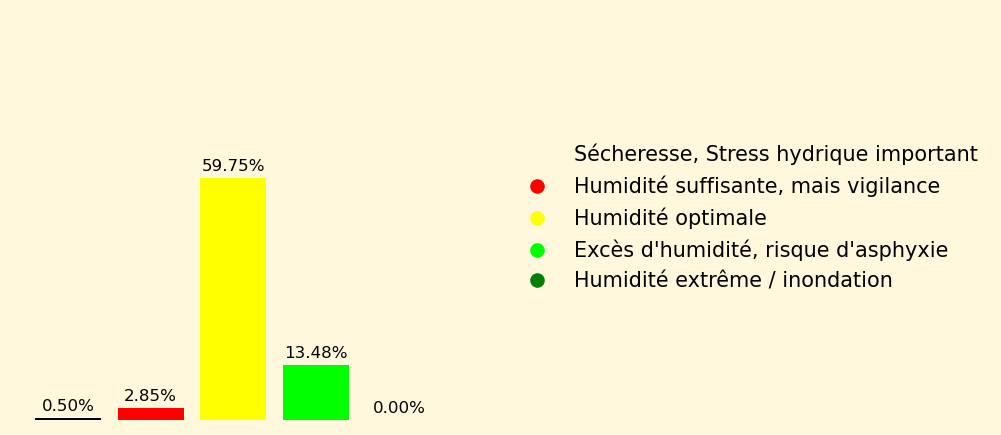 59.75%
13.48%
2.85%
0.50%
0.00%
Sécheresse, Stress hydrique important
Humidité suffisante, mais vigilance
Humidité optimale
Excès d'humidité, risque d'asphyxie
Humidité extrême / inondation